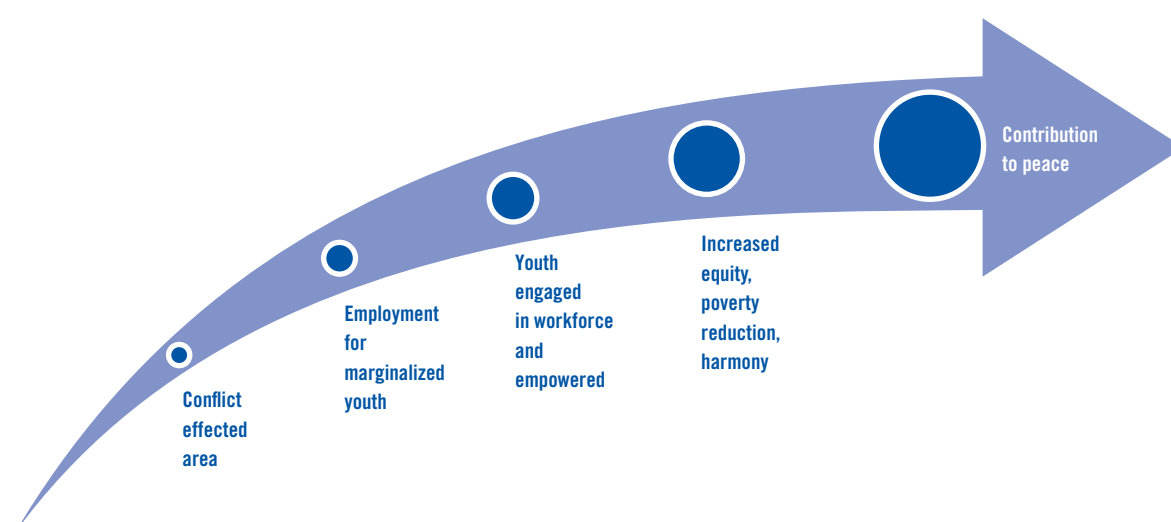 Conflict
effected
area
Employment
for
marginalized
youth
Youth
engaged
in workforce
and
empowered
Increased
equity,
poverty
reduction,
harmony
Contribution
to peace